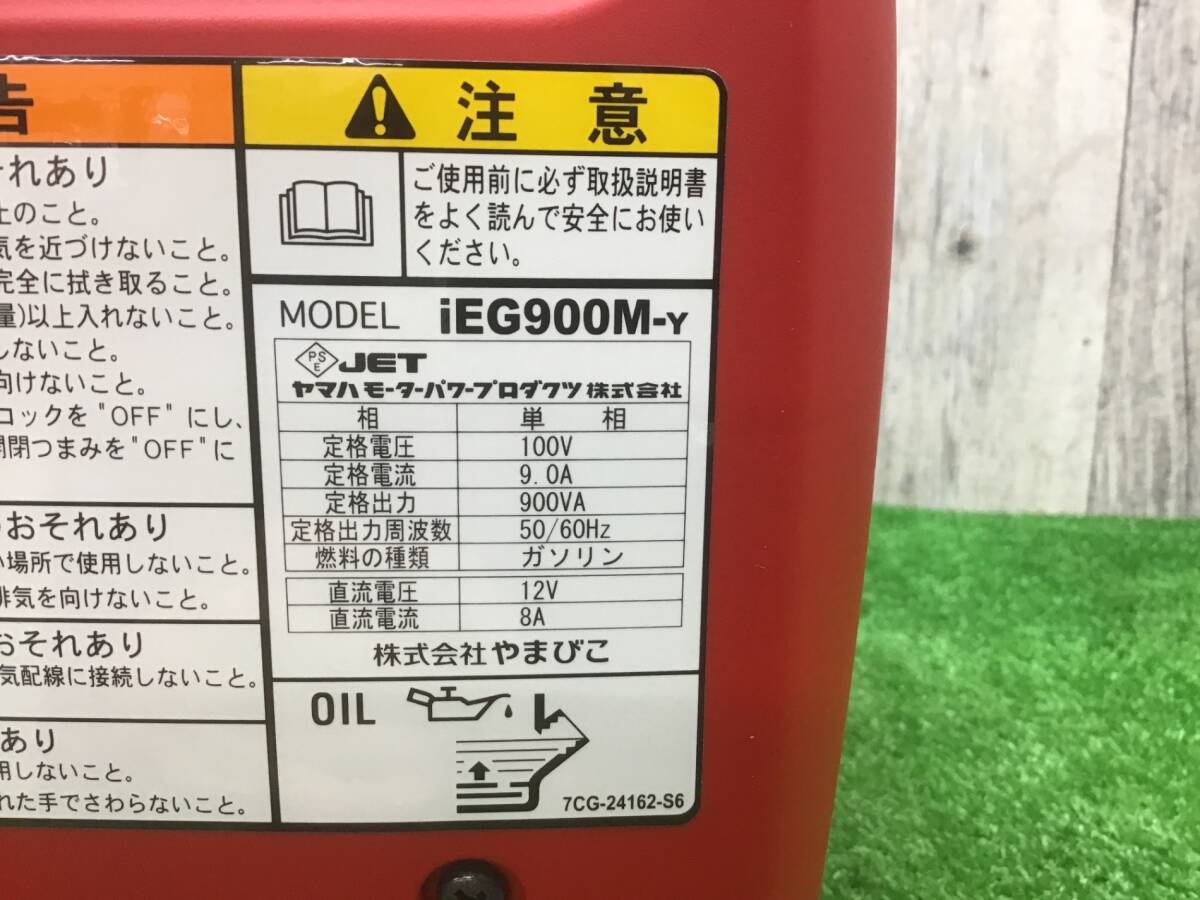 告
それあり
止のこと。
気を近づけないこと。
完全に拭き取ること。
量)以上入れないこと。
しないこと。
向けないこと。
コックを"OFF"にし、
開閉つまみを"OFF"に
おそれあり
い場所で使用しないこと。
排気を向けないこと。
おそれあり
気配線に接続しないこと。
あり
用しないこと。
れた手でさわらないこと。
注意
ご使用前に必ず取扱説明書
をよく読んで安全にお使い
ください。
MODEL iEG900M-Y
PSE JET
ヤマハモーターパワープロダクツ株式会社
相 単相
定格電圧 100V
定格電流 9.0A
定格出力 900VA
定格出力周波数 50/60Hz
燃料の種類 ガソリン
直流電圧 12V
直流電流 8A
株式会社やまびこ
OIL
7CG-24162-S6